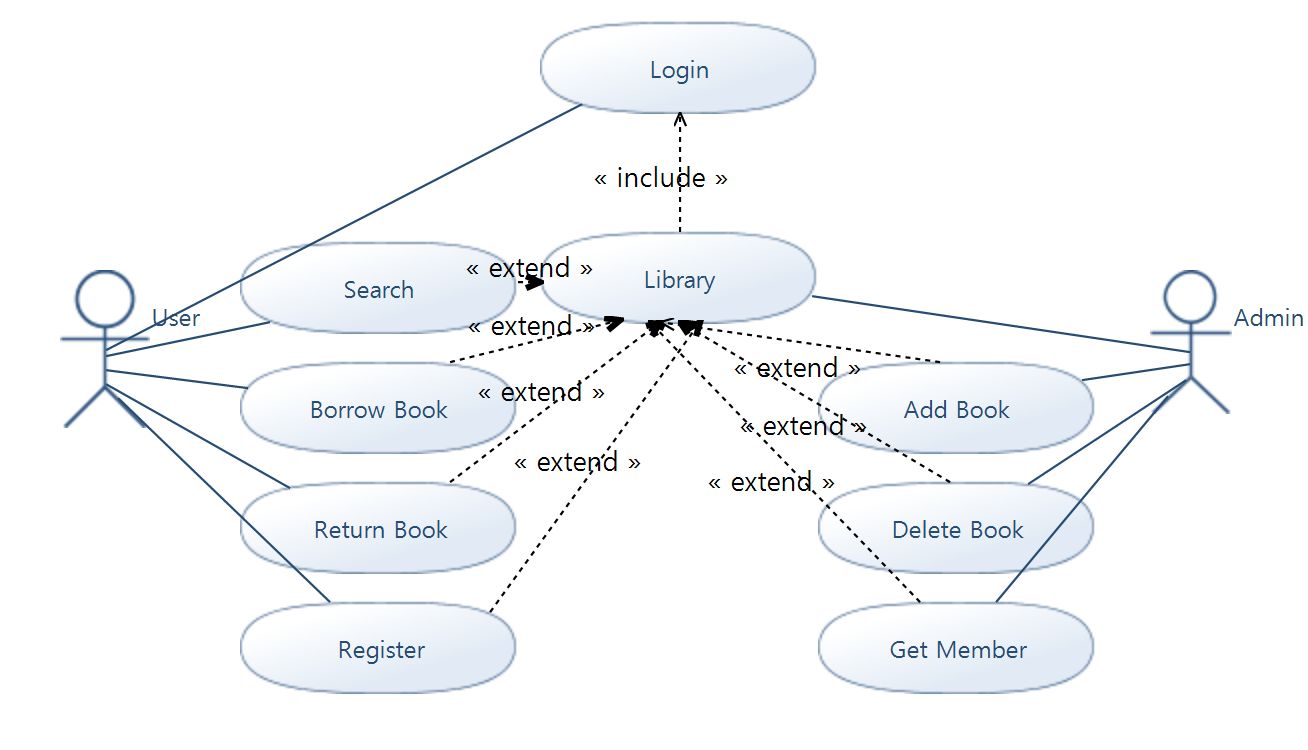 Login
« include »
Library
Search
« extend »
User
Admin
« extend »
Borrow Book
« extend »
« extend »
Add Book
« extend »
« extend »
« extend »
Return Book
Delete Book
Register
Get Member